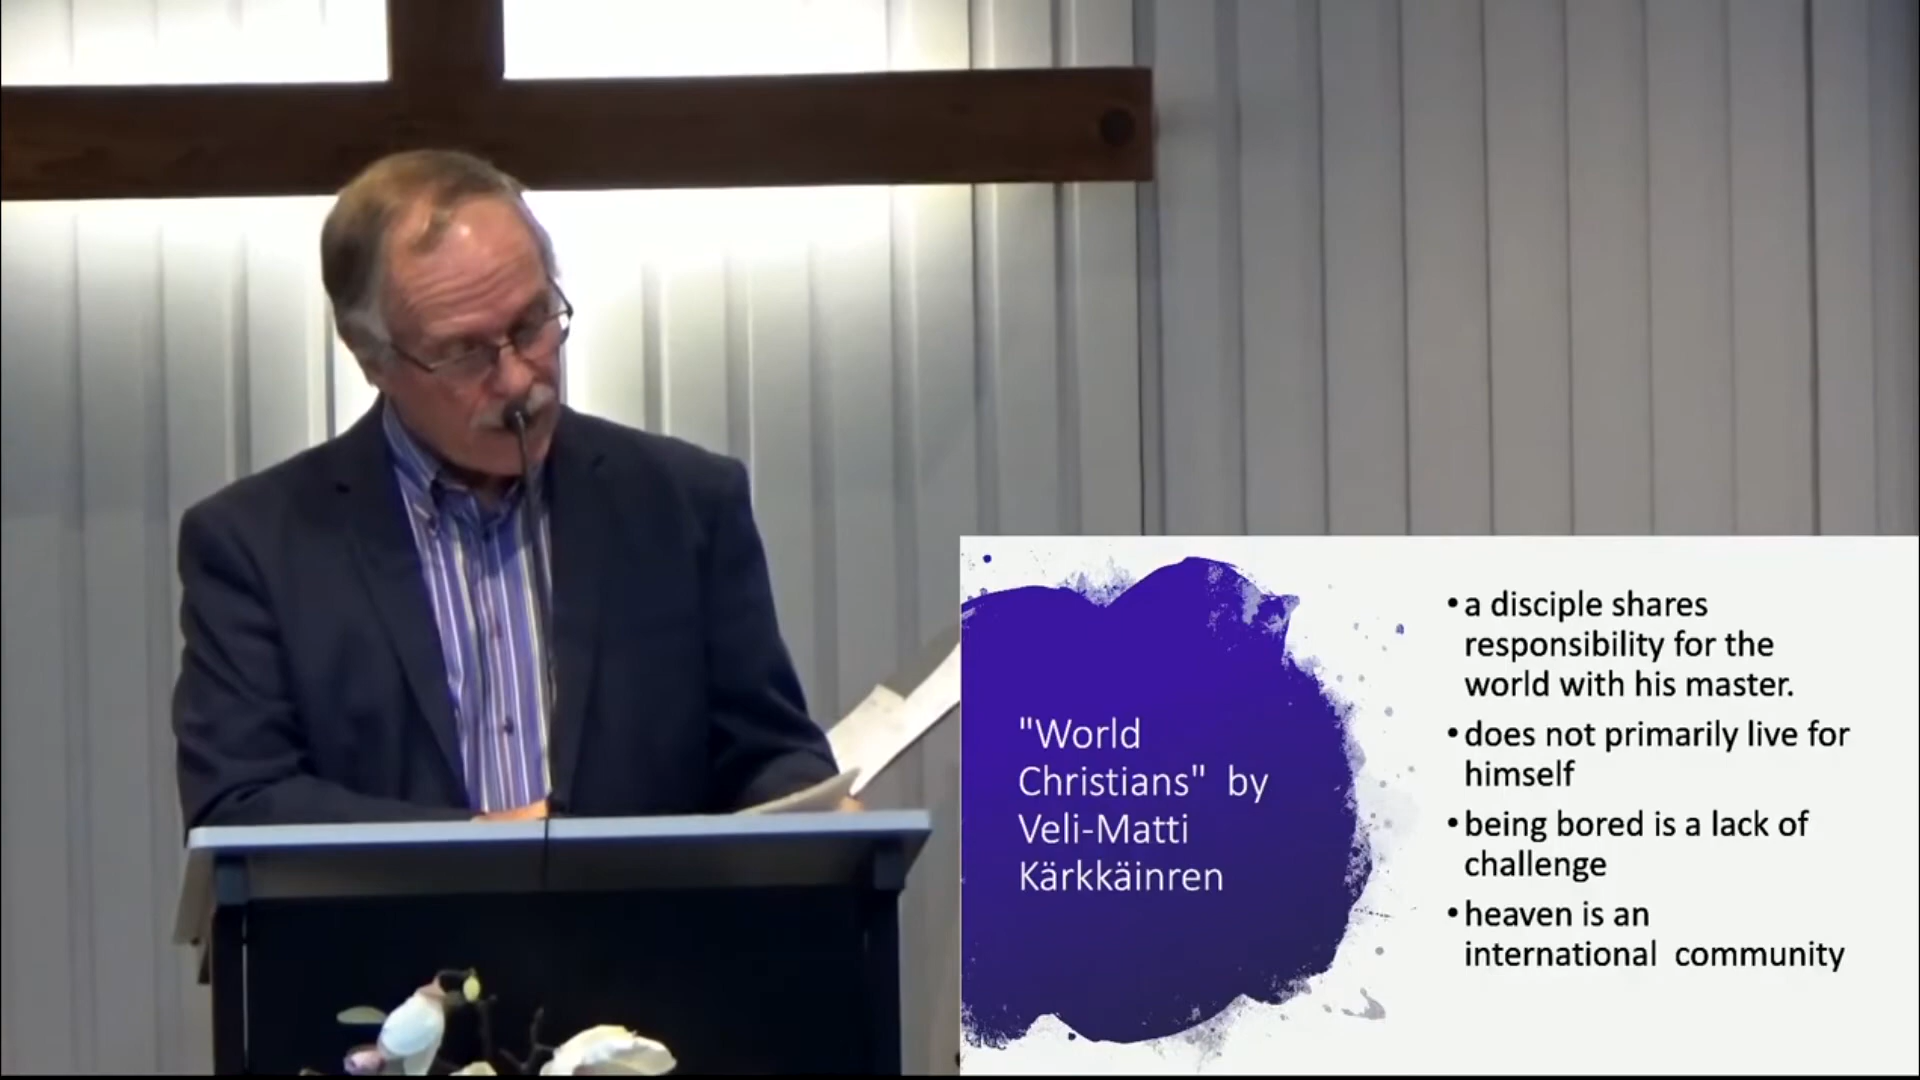 "World
Christians"  by
Veli-Matti
Kärkkäinren
• a disciple shares
responsibility for the
world with his master.
• does not primarily live for
himself
• being bored is a lack of
challenge
• heaven is an
international  community